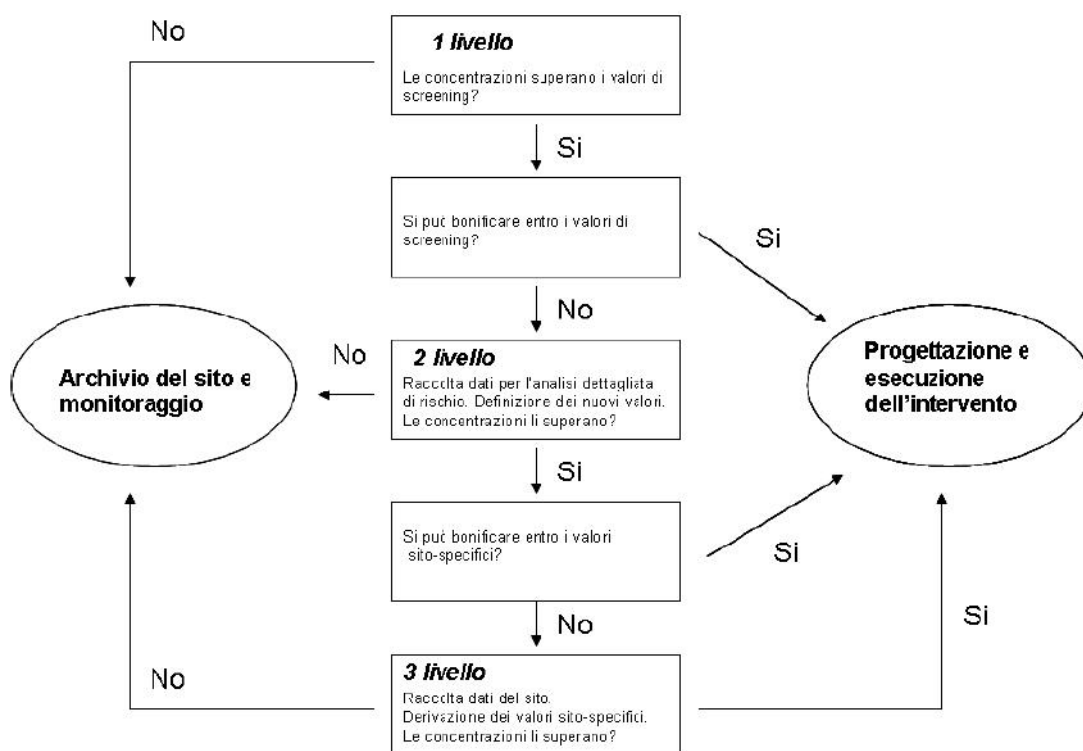 No
1 livello
Le concentrazioni superano i valori di
screening?
Si
Si può bonificare entro i valori di
screening?
Si
No
Archivio del sito e
monitoraggio
No
2 livello
Raccolta dati per l'analisi dettagliata
di rischio. Definizione dei nuovi valori.
Le concentrazioni li superano?
Progettazione e
esecuzione
dell'intervento
Si
Si può bonificare entro i valori
sito-specifici?
Si
No
Si
No
3 livello
Raccolta dati del sito.
Derivazione dei valori sito-specifici.
Le concentrazioni li superano?